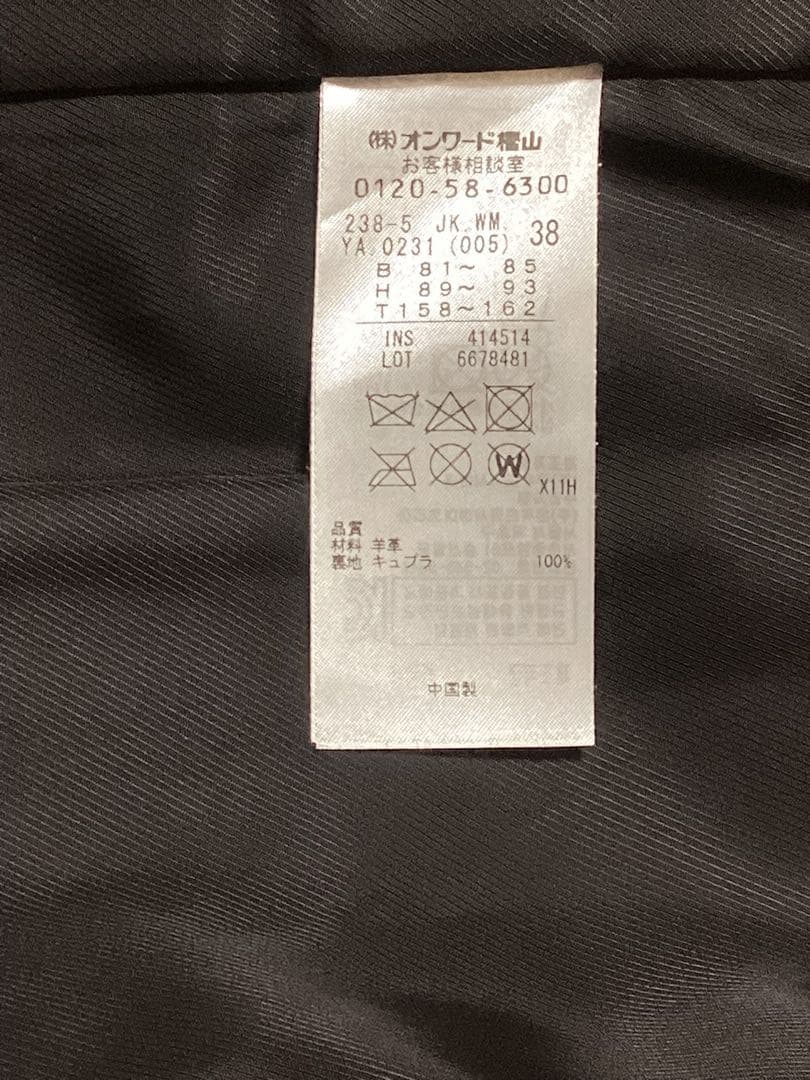 (株)オンワード樫山
お客様相談室
0120-58-6300
238-5 JK.WM.
YA 0231 (005) 38
B 81～ 85
H 89～ 93
T158～162
INS 414514
LOT 6678481
W
X11H
品質
材料 羊革
裏地 キュプラ 100%
中国製